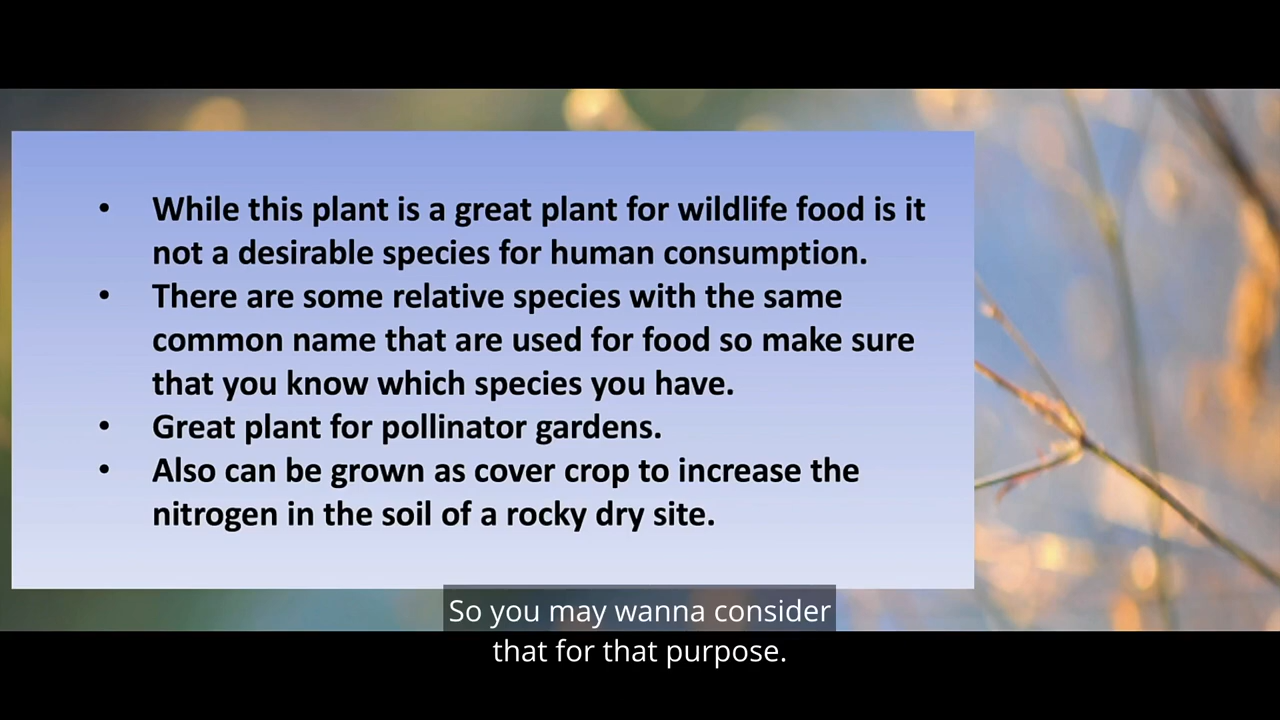 • While this plant is a great plant for wildlife food is it
not a desirable species for human consumption.
• There are some relative species with the same
common name that are used for food so make sure
that you know which species you have.
• Great plant for pollinator gardens.
• Also can be grown as cover crop to increase the
nitrogen in the soil of a rocky dry site.
So you may wanna consider
that for that purpose.